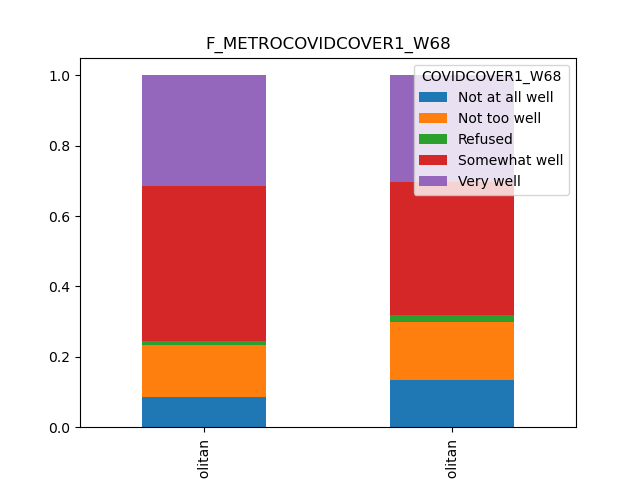 F_METROCOVIDCOVER1_W68
COVIDCOVER1_W68
Not at all well
Not too well
Refused
Somewhat well
Very well
1.0
0.8
0.6
0.4
0.2
0.0
olitan
olitan